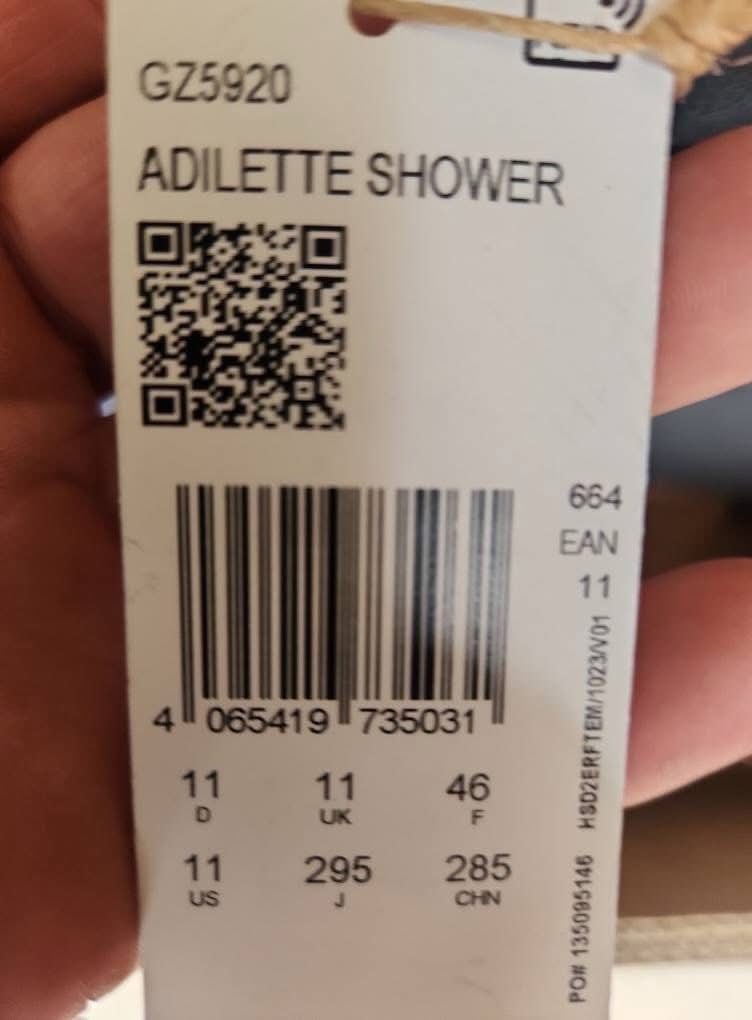 GZ5920
ADILETTE SHOWER
664
EAN
11
4 065419 735031
11 11 46
D UK F
11 295 285
US J CHN
PO# 135095146 HSD2ERFTEM/1023/V01